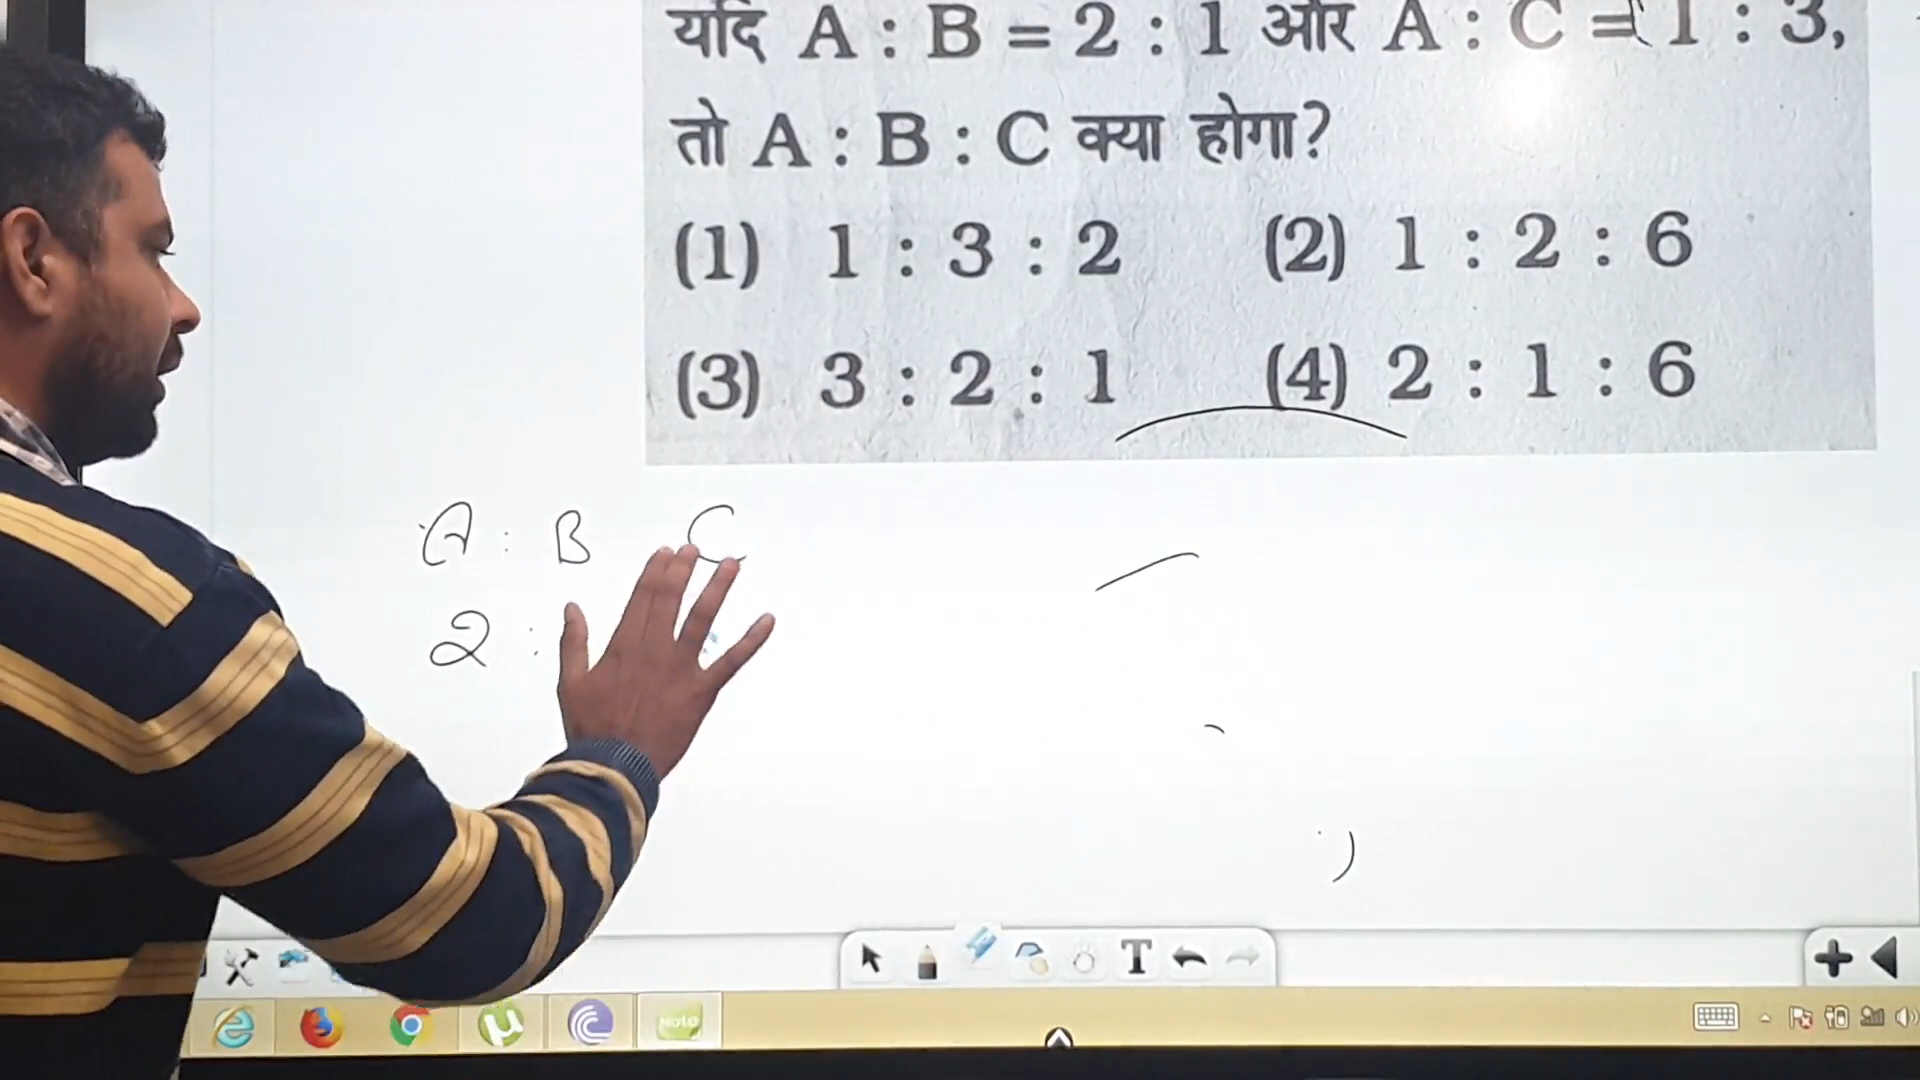 यदि A : B = 2 : 1 और A : C = 1 : 3,
तो A : B : C क्या होगा?
(1) 1 : 3 : 2 (2) 1 : 2 : 6
(3) 3 : 2 : 1 (4) 2 : 1 : 6
A : B C
2 :
T
Note